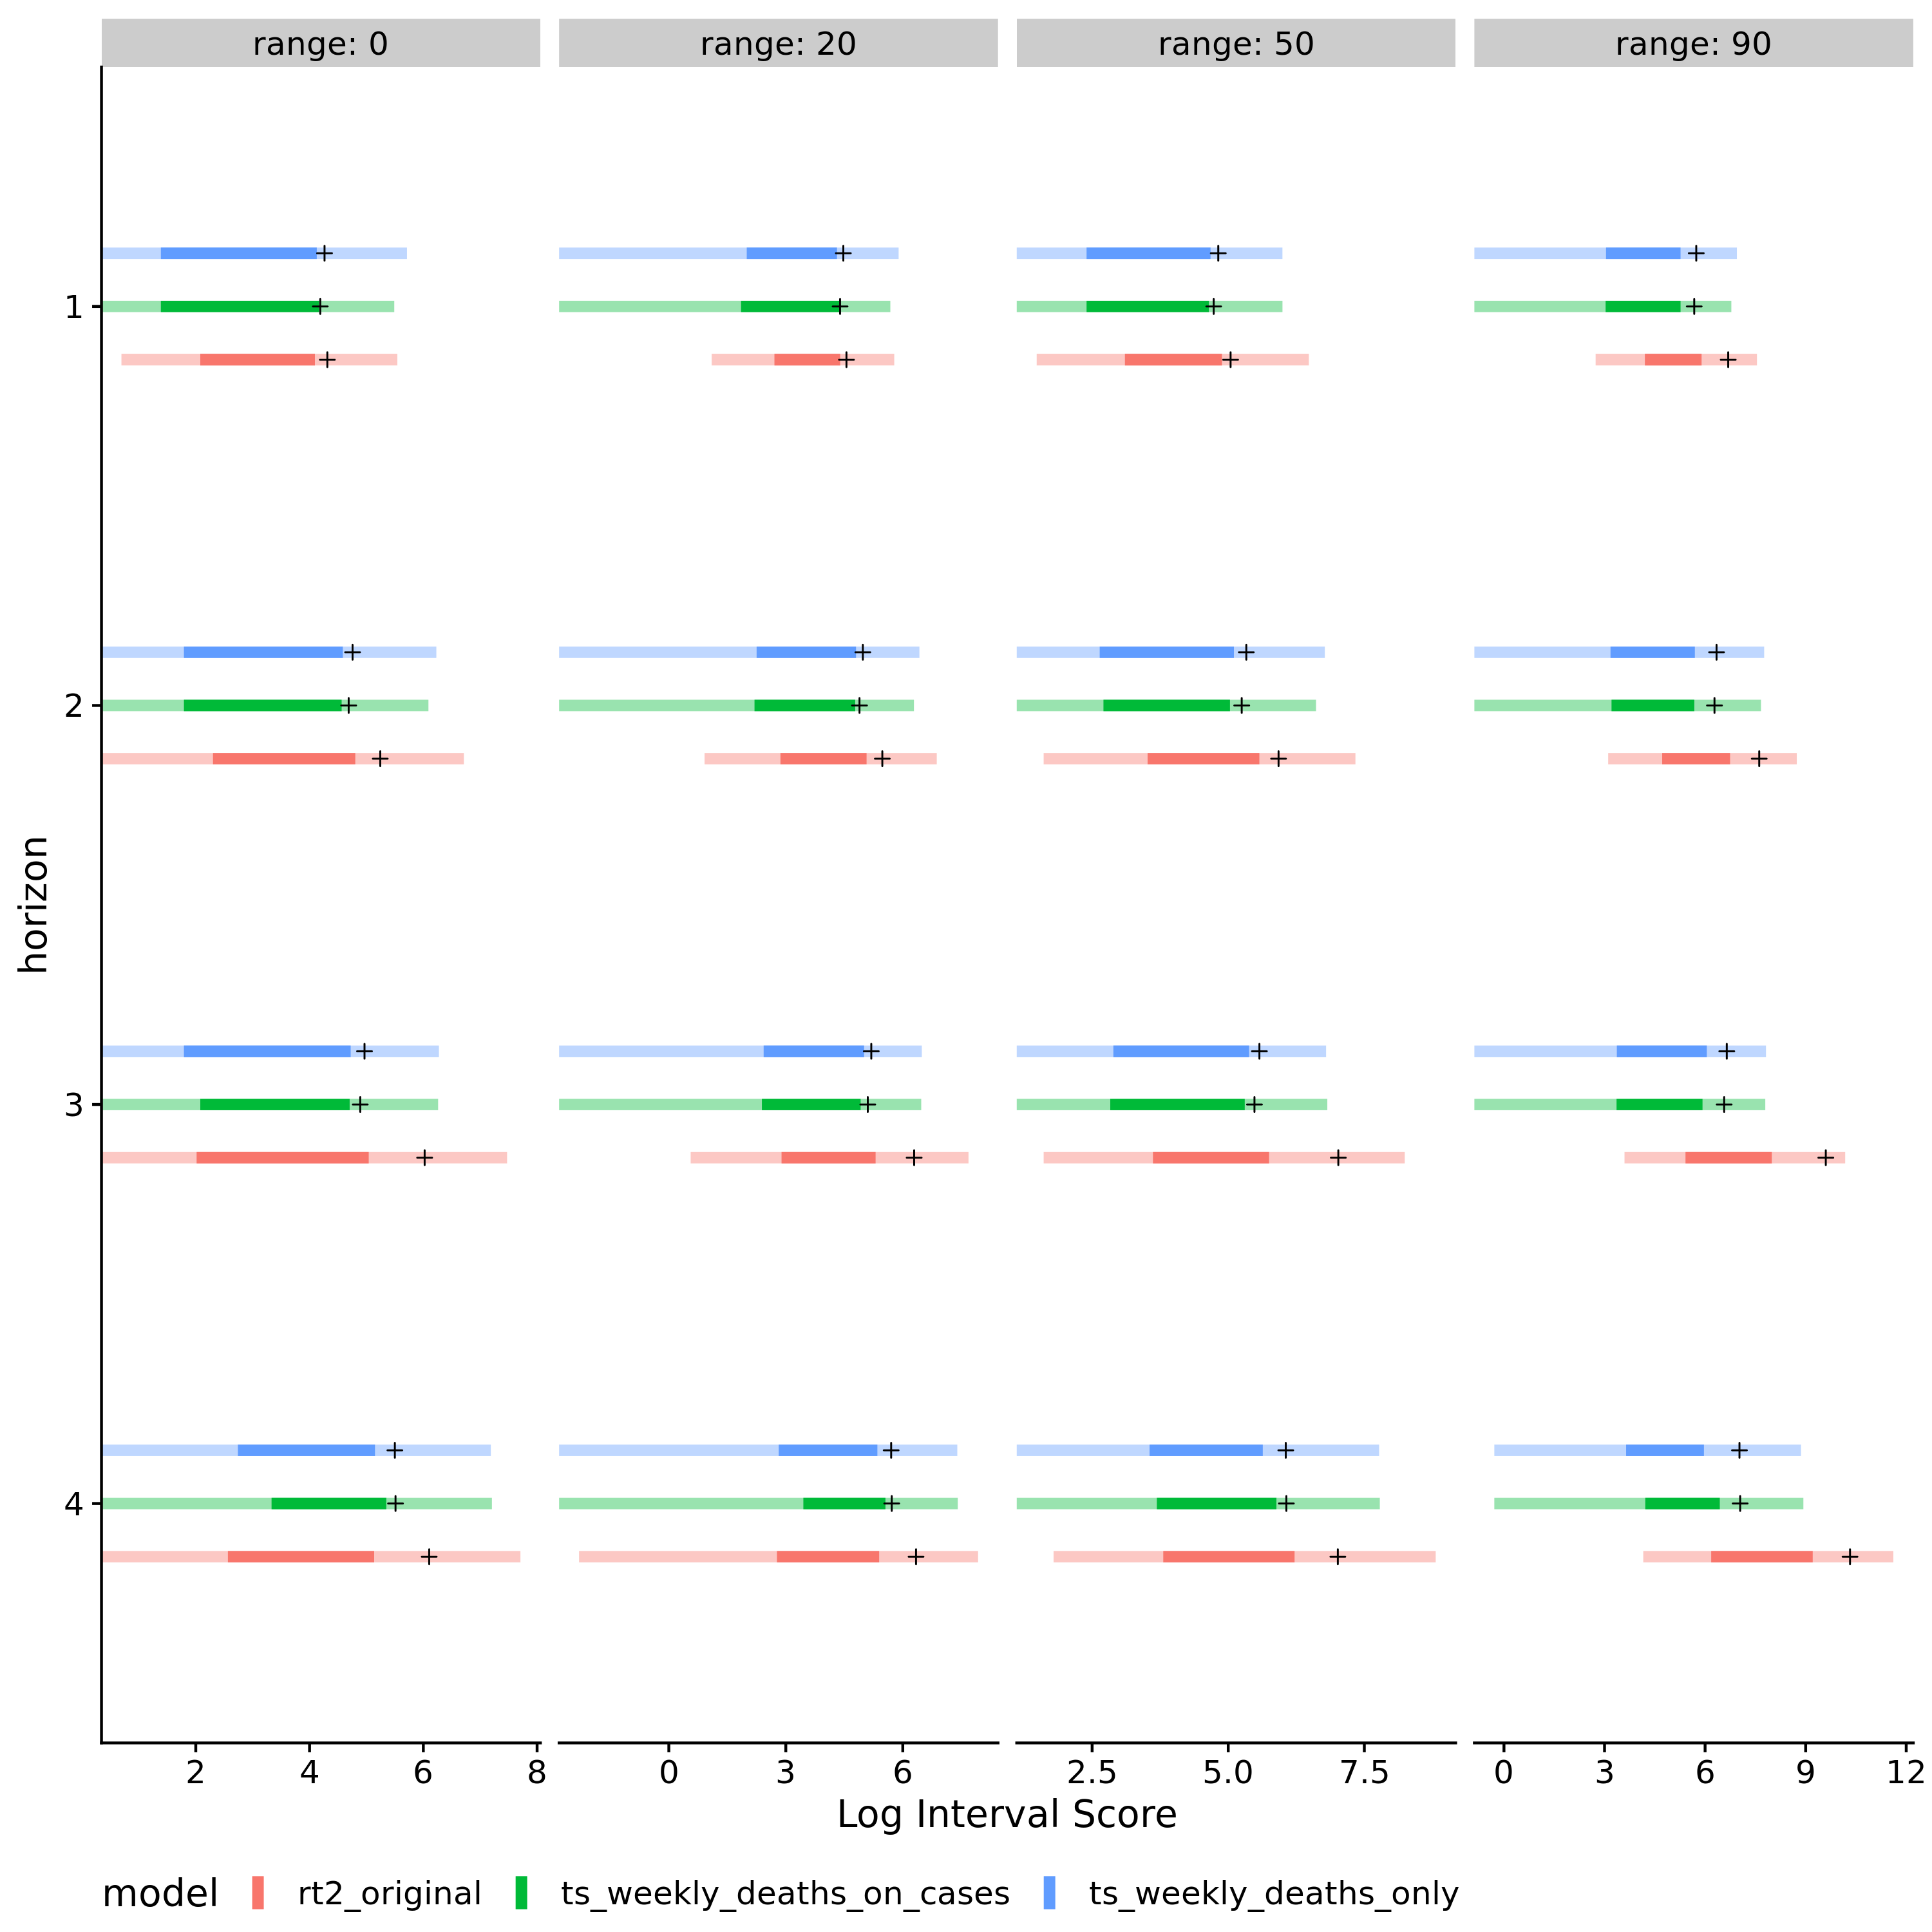 range: 0 range: 20 range: 50 range: 90
1
2
horizon
3
4
2 4 6 8 0 3 6 2.5 5.0 7.5 0 3 6 9 12
Log Interval Score
model rt2_original ts_weekly_deaths_on_cases ts_weekly_deaths_only